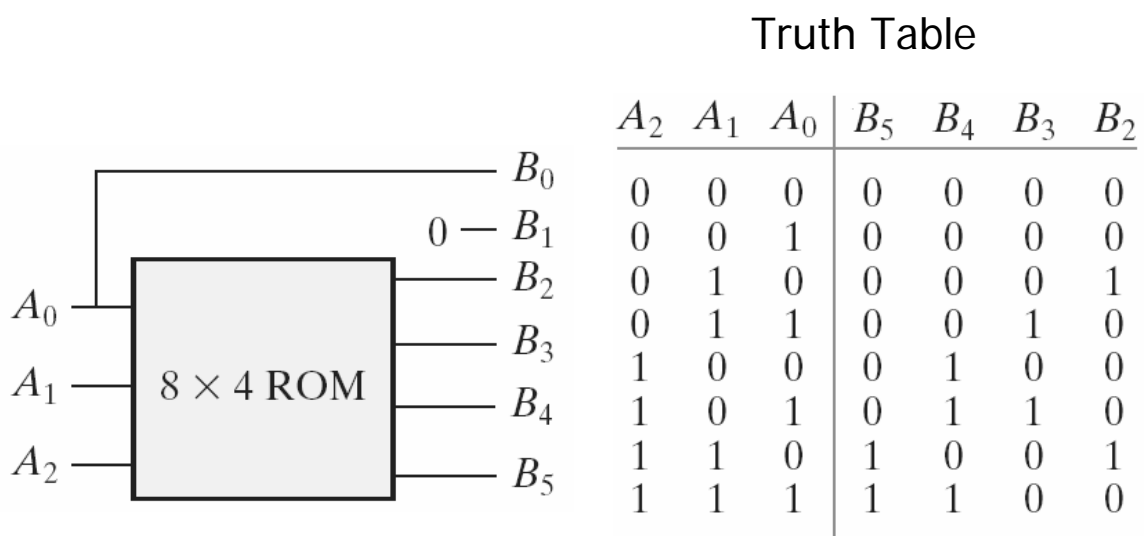 Truth Table
A₂ A₁ A₀ B₅ B₄ B₃ B₂
0 0 0 0 0 0 0
0 0 1 0 0 0 0
0 1 0 0 0 0 1
0 1 1 0 0 1 0
1 0 0 0 1 0 0
1 0 1 0 1 1 0
1 1 0 1 0 0 1
1 1 1 1 1 0 0
B₀
0 B₁
B₂
A₀
B₃
A₁ 8 × 4 ROM
B₄
A₂
B₅